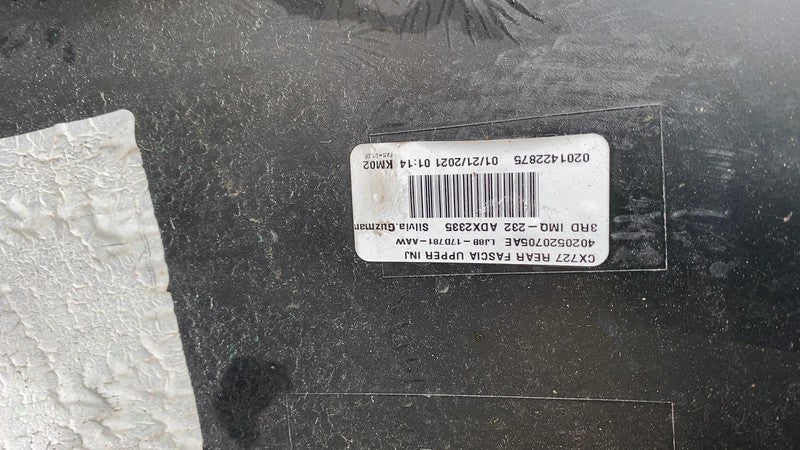 CX727 REAR FASCIA UPPER INJ
4020520705AE LJ8B-17D781-AAW
3RD IMQ-232 ADX2335 Silvia.Guzman
0201422875 01/21/2021 01:14 KM02